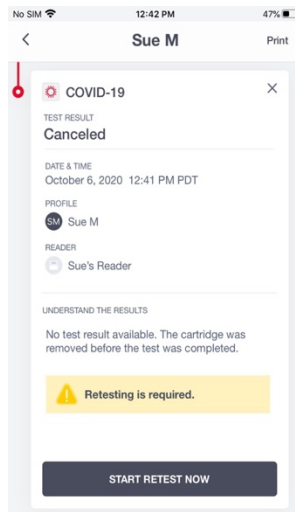 No SIM 12:42 PM 47%
Sue M Print
COVID-19
TEST RESULT
Canceled
DATE & TIME
October 6, 2020 12:41 PM PDT
PROFILE
SM Sue M
READER
Sue's Reader
UNDERSTAND THE RESULTS
No test result available. The cartridge was
removed before the test was completed.
Retesting is required.
START RETEST NOW